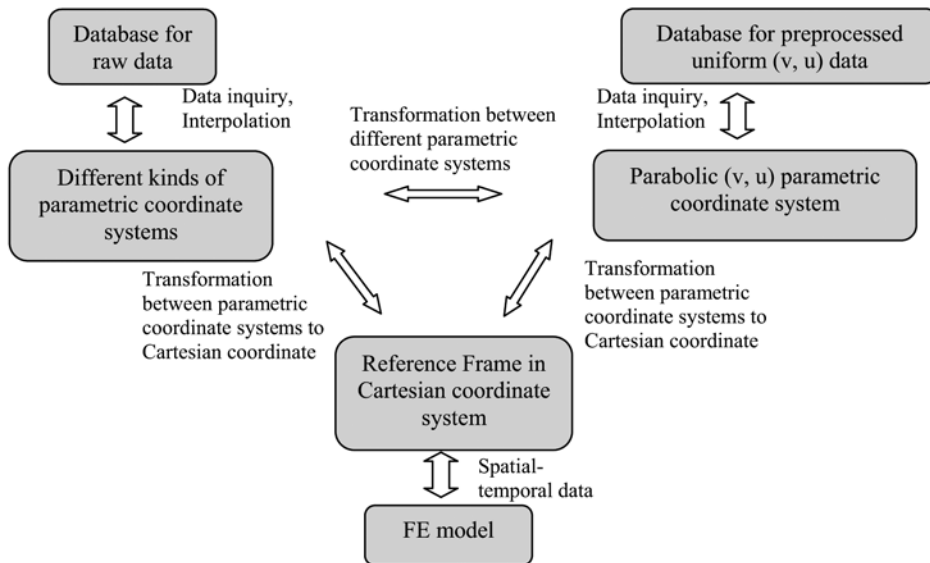 Database for
raw data
Database for preprocessed
uniform (v, u) data
Data inquiry,
Interpolation
Transformation between
different parametric
coordinate systems
Data inquiry,
Interpolation
Different kinds of
parametric coordinate
systems
Parabolic (v, u) parametric
coordinate system
Transformation
between parametric
coordinate systems to
Cartesian coordinate
Transformation
between parametric
coordinate systems to
Cartesian coordinate
Reference Frame in
Cartesian coordinate
system
Spatial-
temporal data
FE model